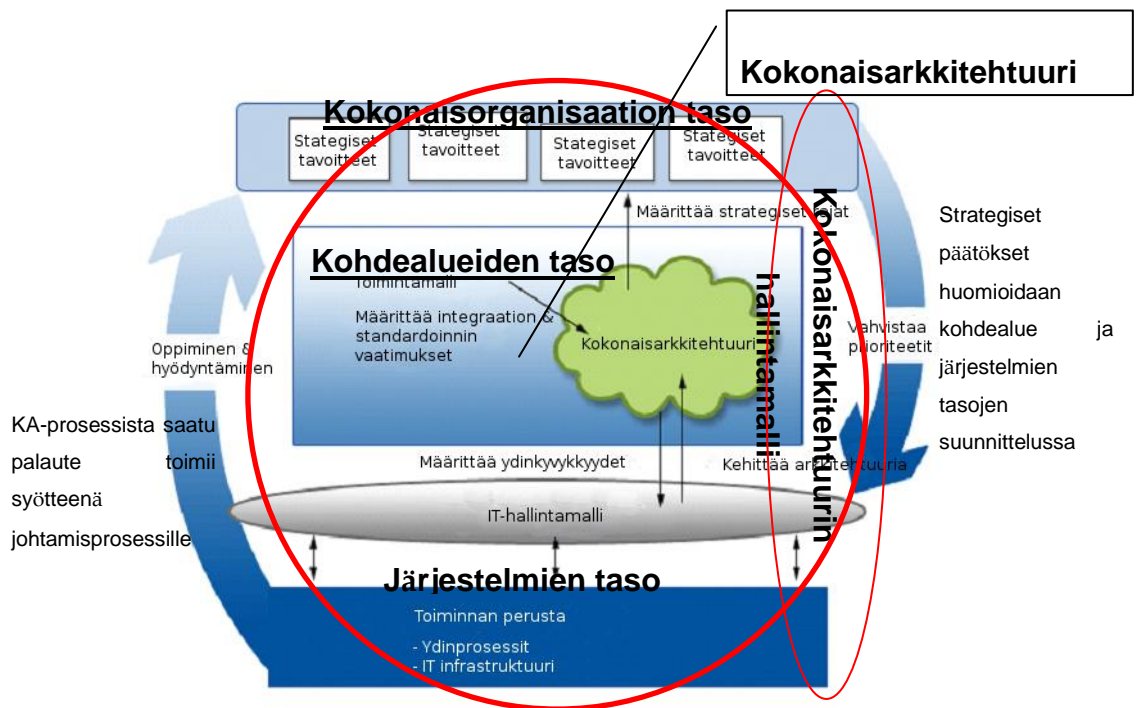 Kokonaisarkkitehtuuri
Kokonaisorganisaation taso
Stategiset
tavoitteet
Stategiset
tavoitteet
Stategiset
tavoitteet
Stategiset
tavoitteet
Määrittää strategiset rajat
Kohdealueiden taso
Toimintamalli
Määrittää integraation &
standardoinnin
vaatimukset
Kokonaisarkkitehtuuri
Kokonaisarkkitehtuurin
hallintamalli
Strategiset
päätökset
huomioidaan
kohdealue ja
järjestelmien
tasojen
suunnittelussa
Vahvistaa
prioriteetit
Oppiminen &
hyödyntäminen
KA-prosessista saatu
palaute toimii
syötteenä
johtamisprosessille
Määrittää ydinkyvykkyydet
Kehittää arkkitehtuuria
IT-hallintamalli
Järjestelmien taso
Toiminnan perusta
- Ydinprosessit
- IT infrastruktuuri